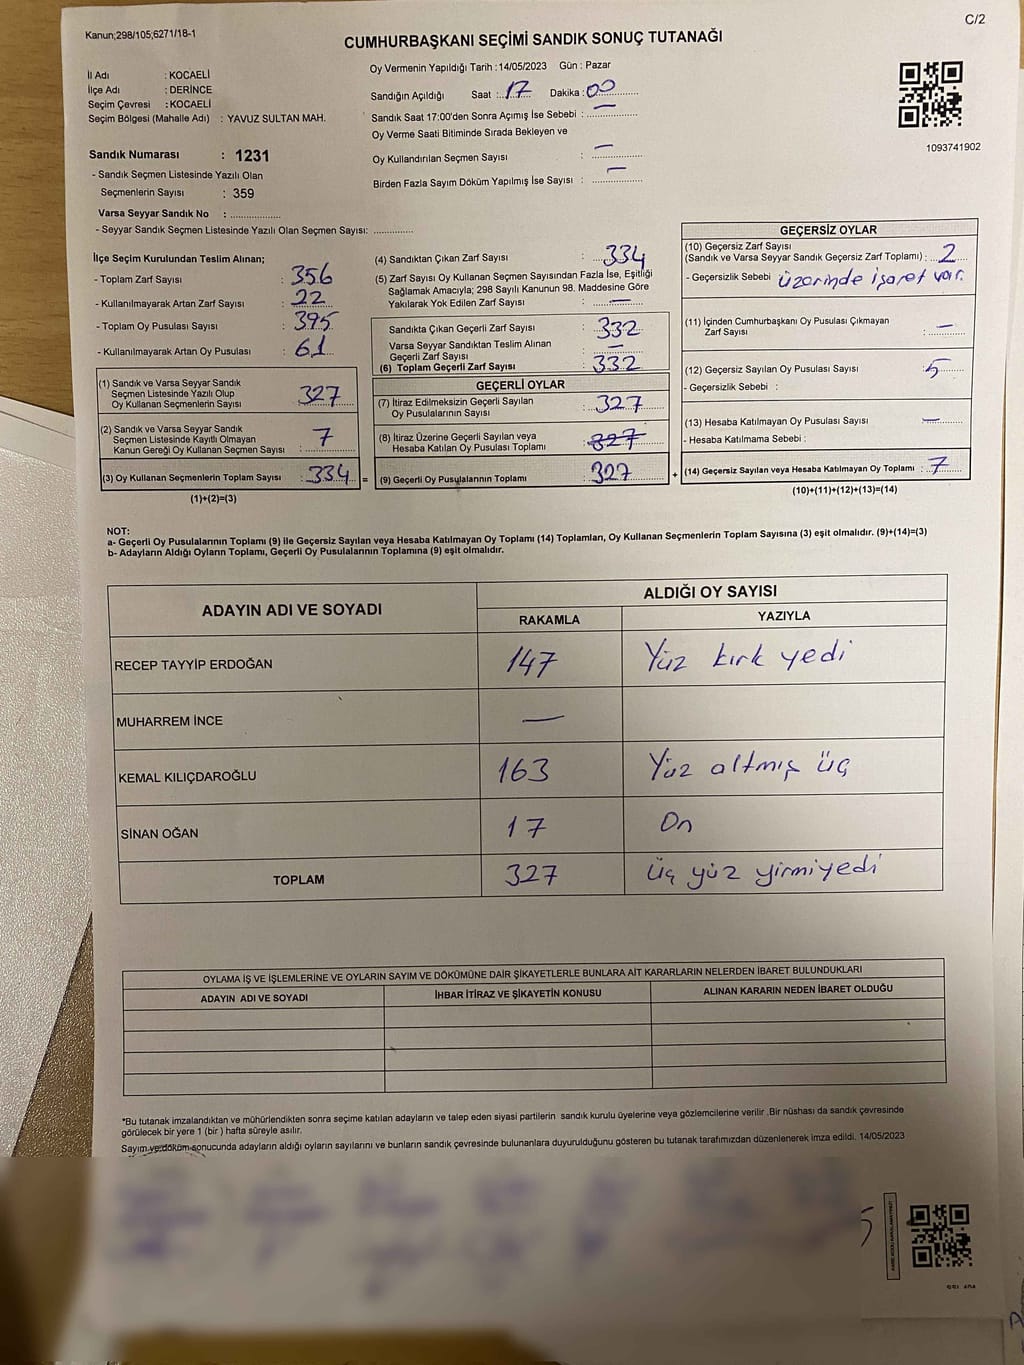 Kanun;298/105;6271/18-1
C/2
CUMHURBAŞKANI SEÇİMİ SANDIK SONUÇ TUTANAĞI
İl Adı : KOCAELİ
İlçe Adı : DERİNCE
Seçim Çevresi : KOCAELİ
Seçim Bölgesi (Mahalle Adı) : YAVUZ SULTAN MAH.
Sandık Numarası : 1231
- Sandık Seçmen Listesinde Yazılı Olan
Seçmenlerin Sayısı : 359
Varsa Seyyar Sandık No : ....................
- Seyyar Sandık Seçmen Listesinde Yazılı Olan Seçmen Sayısı: ................
Oy Vermenin Yapıldığı Tarih :14/05/2023 Gün : Pazar
Sandığın Açıldığı Saat : 17 Dakika : 00
Sandık Saat 17:00'den Sonra Açımış İse Sebebi : —
Oy Verme Saati Bitiminde Sırada Bekleyen ve
Oy Kullandırılan Seçmen Sayısı : —
Birden Fazla Sayım Döküm Yapılmış İse Sayısı : —
1093741902
İlçe Seçim Kurulundan Teslim Alınan;
- Toplam Zarf Sayısı : 356
- Kullanılmayarak Artan Zarf Sayısı : 22
- Toplam Oy Pusulası Sayısı : 395
- Kullanılmayarak Artan Oy Pusulası : 61
(1) Sandık ve Varsa Seyyar Sandık
Seçmen Listesinde Yazılı Olup
Oy Kullanan Seçmenlerin Sayısı : 327
(2) Sandık ve Varsa Seyyar Sandık
Seçmen Listesinde Kayıtlı Olmayan
Kanun Gereği Oy Kullanan Seçmen Sayısı : 7
(3) Oy Kullanan Seçmenlerin Toplam Sayısı : 334 =
(1)+(2)=(3)
(4) Sandıktan Çıkan Zarf Sayısı : 334
(5) Zarf Sayısı Oy Kullanan Seçmen Sayısından Fazla İse, Eşitliği
Sağlamak Amacıyla; 298 Sayılı Kanunun 98. Maddesine Göre
Yakılarak Yok Edilen Zarf Sayısı : —
Sandıkta Çıkan Geçerli Zarf Sayısı : 332
Varsa Seyyar Sandıktan Teslim Alınan
Geçerli Zarf Sayısı : —
(6) Toplam Geçerli Zarf Sayısı : 332
GEÇERLİ OYLAR
(7) İtiraz Edilmeksizin Geçerli Sayılan
Oy Pusulalarının Sayısı : 327
(8) İtiraz Üzerine Geçerli Sayılan veya
Hesaba Katılan Oy Pusulası Toplamı : 327
(9) Geçerli Oy Pusulalarının Toplamı : 327 +
GEÇERSİZ OYLAR
(10) Geçersiz Zarf Sayısı
(Sandık ve Varsa Seyyar Sandık Geçersiz Zarf Toplamı) : 2
- Geçersizlik Sebebi : üzerinde işaret var.
(11) İçinden Cumhurbaşkanı Oy Pusulası Çıkmayan
Zarf Sayısı : —
(12) Geçersiz Sayılan Oy Pusulası Sayısı : 5
- Geçersizlik Sebebi :
(13) Hesaba Katılmayan Oy Pusulası Sayısı : —
- Hesaba Katılmama Sebebi :
(14) Geçersiz Sayılan veya Hesaba Katılmayan Oy Toplamı : 7
(10)+(11)+(12)+(13)=(14)
NOT:
a- Geçerli Oy Pusulalarının Toplamı (9) İle Geçersiz Sayılan veya Hesaba Katılmayan Oy Toplamı (14) Toplamları, Oy Kullanan Seçmenlerin Toplam Sayısına (3) eşit olmalıdır. (9)+(14)=(3)
b- Adayların Aldığı Oyların Toplamı, Geçerli Oy Pusulalarının Toplamına (9) eşit olmalıdır.
ADAYIN ADI VE SOYADI ALDIĞI OY SAYISI
RAKAMLA YAZIYLA
RECEP TAYYİP ERDOĞAN 147 Yüz kırk yedi
MUHARREM İNCE —
KEMAL KILIÇDAROĞLU 163 Yüz altmış üç
SİNAN OĞAN 17 On
TOPLAM 327 üç yüz yirmiyedi
OYLAMA İŞ VE İŞLEMLERİNE VE OYLARIN SAYIM VE DÖKÜMÜNE DAİR ŞİKAYETLERLE BUNLARA AİT KARARLARIN NELERDEN İBARET BULUNDUKLARI
ADAYIN ADI VE SOYADI İHBAR İTİRAZ VE ŞİKAYETİN KONUSU ALINAN KARARIN NEDEN İBARET OLDUĞU
*Bu tutanak imzalandıktan ve mühürlendikten sonra seçime katılan adayların ve talep eden siyasi partilerin sandık kurulu üyelerine veya gözlemcilerine verilir .Bir nüshası da sandık çevresinde
görülecek bir yere 1 (bir ) hafta süreyle asılır.
Sayım ve döküm sonucunda adayların aldığı oyların sayılarını ve bunların sandık çevresinde bulunanlara duyurulduğunu gösteren bu tutanak tarafımızdan düzenlenerek imza edildi. 14/05/2023